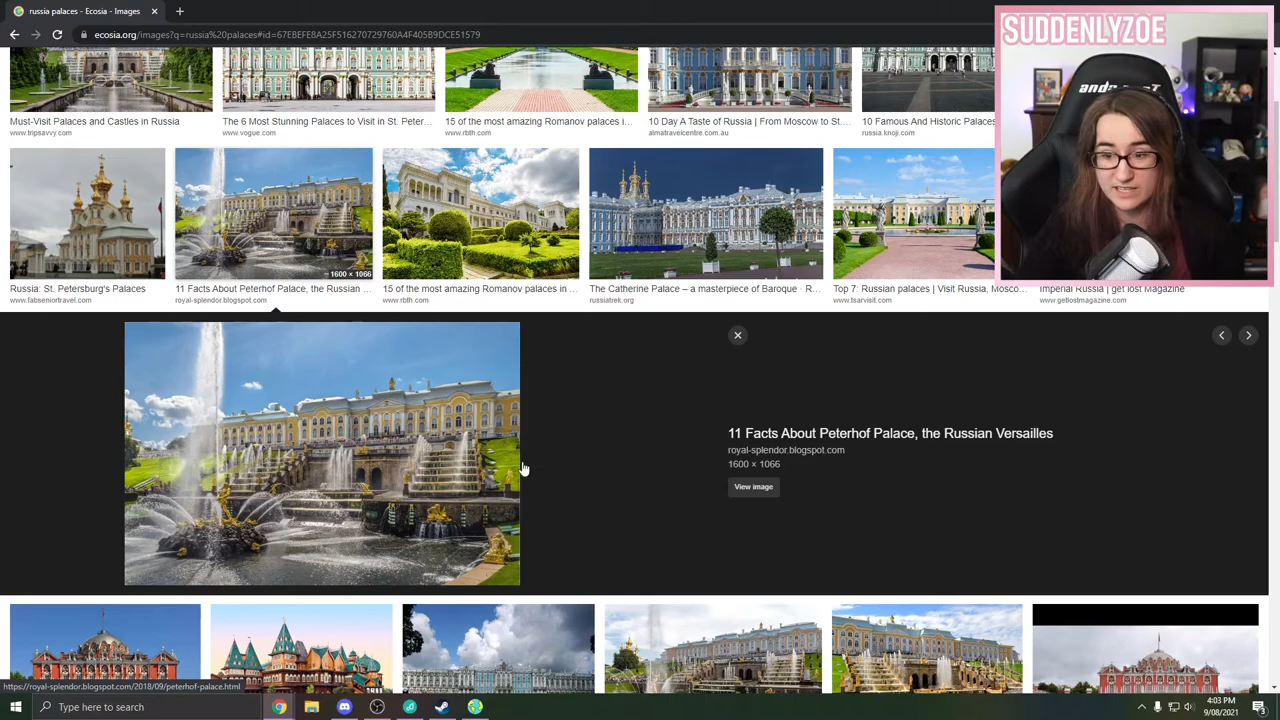 russia palaces - Ecosia - Images
ecosia.org/images?q=russia%20palaces#id=67EBEFE8A25F516270729760A4F405B9DCE51579
SUDDENLYZOE
Must-Visit Palaces and Castles in Russia
www.tripsavvy.com
The 6 Most Stunning Palaces to Visit in St. Peter...
www.vogue.com
15 of the most amazing Romanov palaces i...
www.rbth.com
10 Day A Taste of Russia | From Moscow to St....
almatravelcentre.com.au
10 Famous And Historic Palaces
russia.knoji.com
1600 × 1066
Russia: St. Petersburg's Palaces
www.fabseniortravel.com
11 Facts About Peterhof Palace, the Russian ...
royal-splendor.blogspot.com
15 of the most amazing Romanov palaces in ...
www.rbth.com
The Catherine Palace – a masterpiece of Baroque · R...
russiatrek.org
Top 7: Russian palaces | Visit Russia, Mosco...
www.tsarvisit.com
Imperial Russia | get lost Magazine
www.getlostmagazine.com
11 Facts About Peterhof Palace, the Russian Versailles
royal-splendor.blogspot.com
1600 × 1066
View image
https://royal-splendor.blogspot.com/2018/09/peterhof-palace.html
Type here to search
4:03 PM
9/08/2021
3